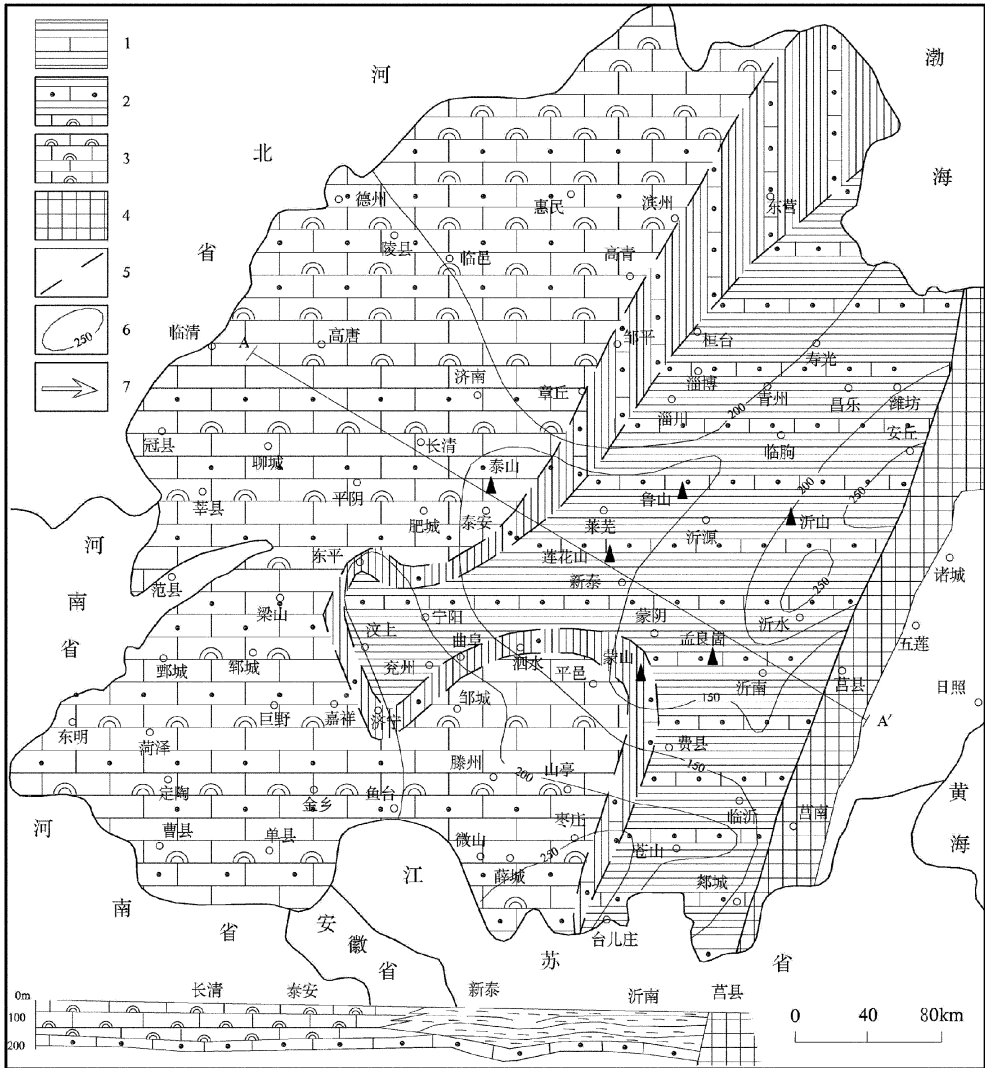 1
2
3
4
5
250
6
7
河
北
省
渤
海
德州
惠民
滨州
东营
陵县
临邑
高青
临清
A
高唐
邹平
桓台
寿光
济南
章丘
淄博
青州
昌乐
潍坊
淄川
200
安丘
冠县
聊城
长清
临朐
泰山
200
250
莘县
平阴
肥城
泰安
莱芜
鲁山
沂源
沂山
河
南
省
东平
莲花山
新泰
250
诸城
范县
梁山
宁阳
蒙阴
沂水
汶上
曲阜
孟良崮
五莲
兖州
泗水
平邑
蒙山
鄄城
郓城
沂南
莒县
日照
邹城
150
A′
东明
菏泽
巨野
嘉祥
济宁
费县
滕州
200
山亭
150
定陶
金乡
鱼台
临沂
莒南
黄
海
曹县
单县
微山
枣庄
250
苍山
薛城
郯城
河
南
省
安
徽
省
江
苏
省
台儿庄
长清
泰安
新泰
沂南
莒县
0m
100
200
0 40 80km